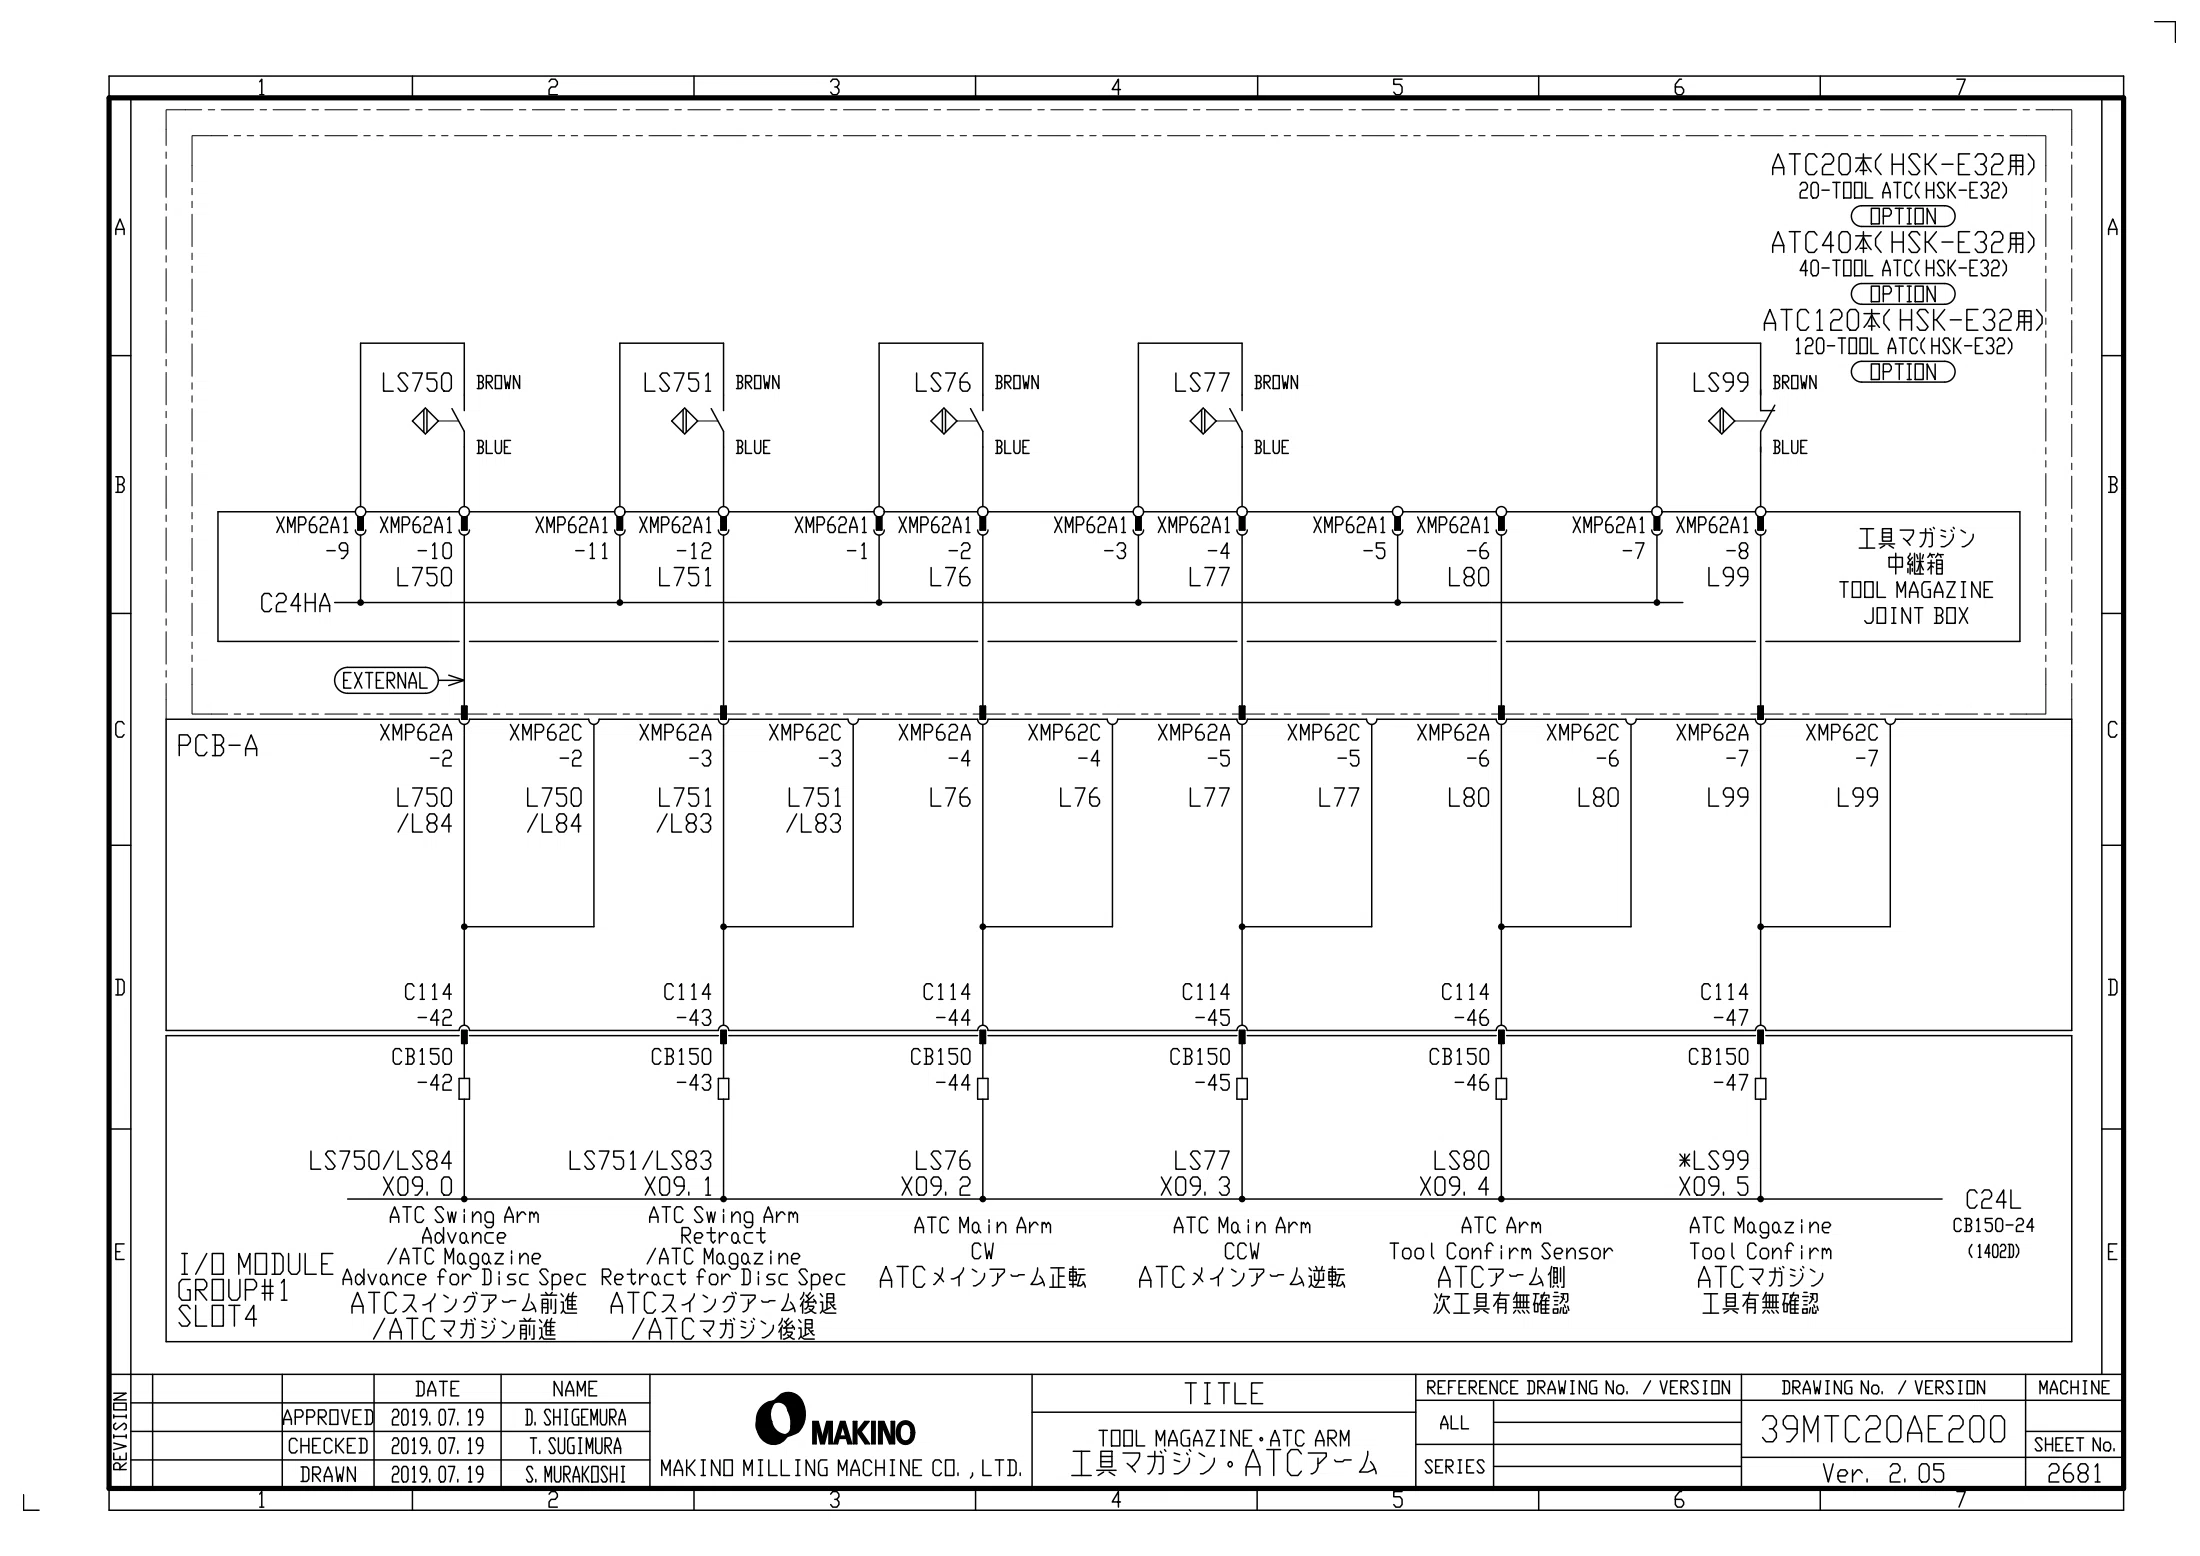 1 2 3 4 5 6 7
A A
ATC20本(HSK-E32用)
20-TOOL ATC(HSK-E32)
OPTION
ATC40本(HSK-E32用)
40-TOOL ATC(HSK-E32)
OPTION
ATC120本(HSK-E32用)
120-TOOL ATC(HSK-E32)
OPTION
LS750 BROWN LS751 BROWN LS76 BROWN LS77 BROWN LS99 BROWN
BLUE BLUE BLUE BLUE BLUE
B B
XMP62A1 XMP62A1 XMP62A1 XMP62A1 XMP62A1 XMP62A1 XMP62A1 XMP62A1 XMP62A1 XMP62A1 XMP62A1 XMP62A1
-9 -10 -11 -12 -1 -2 -3 -4 -5 -6 -7 -8
L750 L751 L76 L77 L80 L99
C24HA
工具マガジン
中継箱
TOOL MAGAZINE
JOINT BOX
EXTERNAL
C C
PCB-A
XMP62A XMP62C XMP62A XMP62C XMP62A XMP62C XMP62A XMP62C XMP62A XMP62C XMP62A XMP62C
-2 -2 -3 -3 -4 -4 -5 -5 -6 -6 -7 -7
L750 L750 L751 L751 L76 L76 L77 L77 L80 L80 L99 L99
/L84 /L84 /L83 /L83
D D
C114 C114 C114 C114 C114 C114
-42 -43 -44 -45 -46 -47
CB150 CB150 CB150 CB150 CB150 CB150
-42 -43 -44 -45 -46 -47
LS750/LS84 LS751/LS83 LS76 LS77 LS80 *LS99
X09.0 X09.1 X09.2 X09.3 X09.4 X09.5
C24L
CB150-24
(1402D)
E E
I/O MODULE
GROUP#1
SLOT4
ATC Swing Arm
Advance
/ATC Magazine
Advance for Disc Spec
ATCスイングアーム前進
/ATCマガジン前進
ATC Swing Arm
Retract
/ATC Magazine
Retract for Disc Spec
ATCスイングアーム後退
/ATCマガジン後退
ATC Main Arm
CW
ATCメインアーム正転
ATC Main Arm
CCW
ATCメインアーム逆転
ATC Arm
Tool Confirm Sensor
ATCアーム側
次工具有無確認
ATC Magazine
Tool Confirm
ATCマガジン
工具有無確認
REVISION
DATE NAME
APPROVED 2019.07.19 D.SHIGEMURA
CHECKED 2019.07.19 T.SUGIMURA
DRAWN 2019.07.19 S.MURAKOSHI
MAKINO
MAKINO MILLING MACHINE CO.,LTD.
TITLE
TOOL MAGAZINE・ATC ARM
工具マガジン・ATCアーム
REFERENCE DRAWING No. / VERSION
ALL
SERIES
DRAWING No. / VERSION
39MTC20AE200
Ver. 2.05
MACHINE
SHEET No.
2681
1 2 3 4 5 6 7